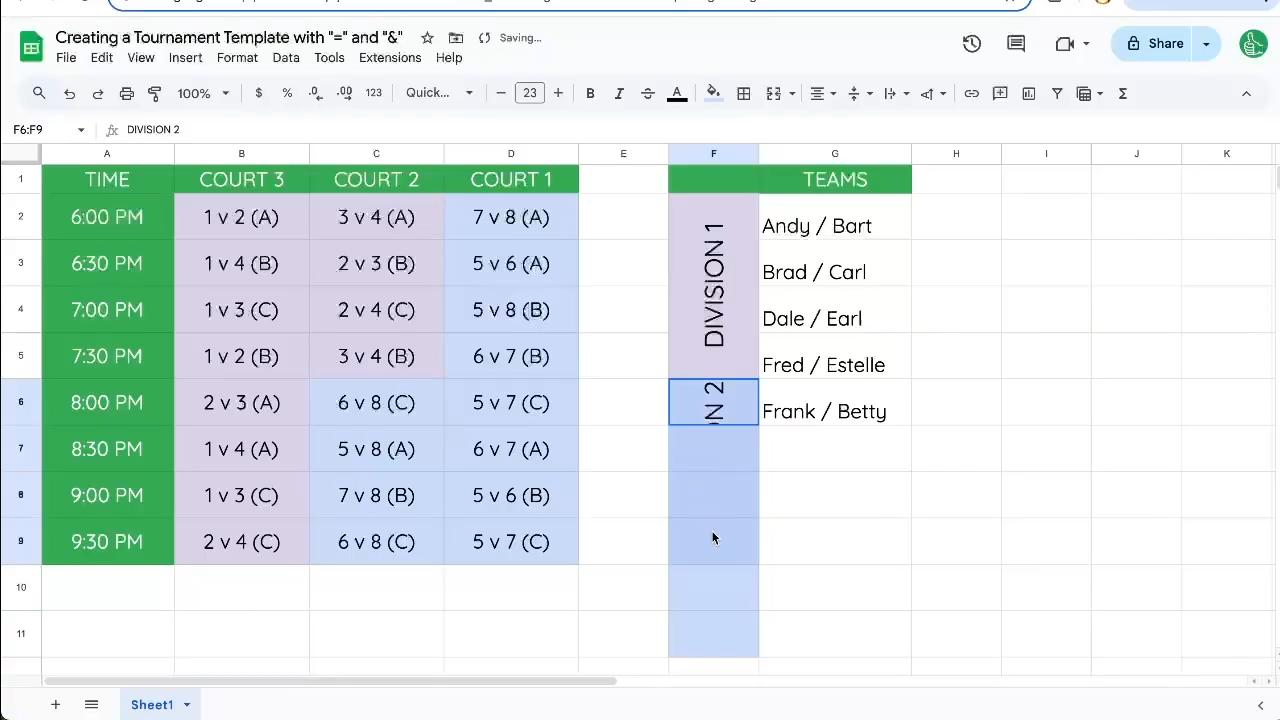 Creating a Tournament Template with "=" and "&" Saving...
File Edit View Insert Format Data Tools Extensions Help
Share
100% $ % .0 .00 123 Quick... 23 B I A
F6:F9 fx DIVISION 2
A B C D E F G H I J K
1 TIME COURT 3 COURT 2 COURT 1 TEAMS
2 6:00 PM 1 v 2 (A) 3 v 4 (A) 7 v 8 (A) Andy / Bart
3 6:30 PM 1 v 4 (B) 2 v 3 (B) 5 v 6 (A) Brad / Carl
DIVISION 1
4 7:00 PM 1 v 3 (C) 2 v 4 (C) 5 v 8 (B) Dale / Earl
5 7:30 PM 1 v 2 (B) 3 v 4 (B) 6 v 7 (B) Fred / Estelle
6 8:00 PM 2 v 3 (A) 6 v 8 (C) 5 v 7 (C) ON 2 Frank / Betty
7 8:30 PM 1 v 4 (A) 5 v 8 (A) 6 v 7 (A)
8 9:00 PM 1 v 3 (C) 7 v 8 (B) 5 v 6 (B)
9 9:30 PM 2 v 4 (C) 6 v 8 (C) 5 v 7 (C)
10
11
Sheet1